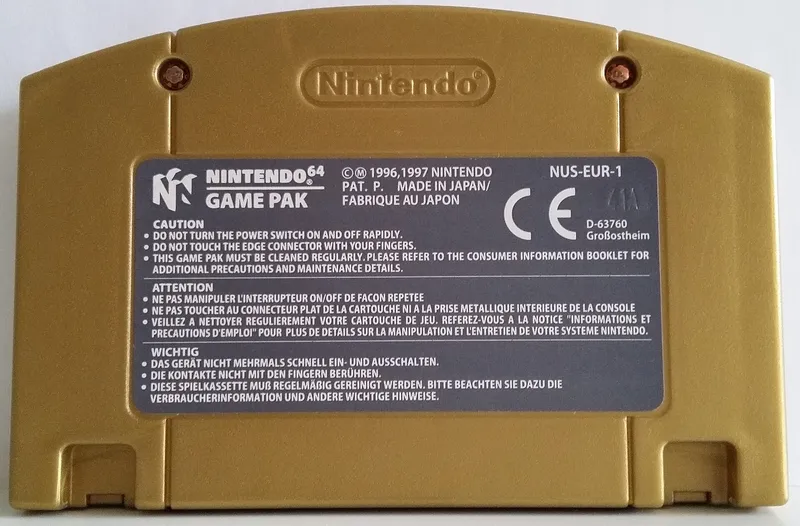 Nintendo®
NINTENDO®64
GAME PAK
©Ⓜ 1996,1997 NINTENDO
PAT. P. MADE IN JAPAN/
FABRIQUE AU JAPON
NUS-EUR-1
CE
D-63760
Großostheim
CAUTION
• DO NOT TURN THE POWER SWITCH ON AND OFF RAPIDLY.
• DO NOT TOUCH THE EDGE CONNECTOR WITH YOUR FINGERS.
• THIS GAME PAK MUST BE CLEANED REGULARLY. PLEASE REFER TO THE CONSUMER INFORMATION BOOKLET FOR
ADDITIONAL PRECAUTIONS AND MAINTENANCE DETAILS.
ATTENTION
• NE PAS MANIPULER L'INTERRUPTEUR ON/OFF DE FACON REPETEE
• NE PAS TOUCHER AU CONNECTEUR PLAT DE LA CARTOUCHE NI A LA PRISE METALLIQUE INTERIEURE DE LA CONSOLE
• VEILLEZ A NETTOYER REGULIEREMENT VOTRE CARTOUCHE DE JEU. REFEREZ-VOUS A LA NOTICE "INFORMATIONS ET
PRECAUTIONS D'EMPLOI" POUR PLUS DE DETAILS SUR LA MANIPULATION ET L'ENTRETIEN DE VOTRE SYSTEME NINTENDO.
WICHTIG
• DAS GERÄT NICHT MEHRMALS SCHNELL EIN- UND AUSSCHALTEN.
• DIE KONTAKTE NICHT MIT DEN FINGERN BERÜHREN.
• DIESE SPIELKASSETTE MUß REGELMÄßIG GEREINIGT WERDEN. BITTE BEACHTEN SIE DAZU DIE
VERBRAUCHERINFORMATION UND ANDERE WICHTIGE HINWEISE.